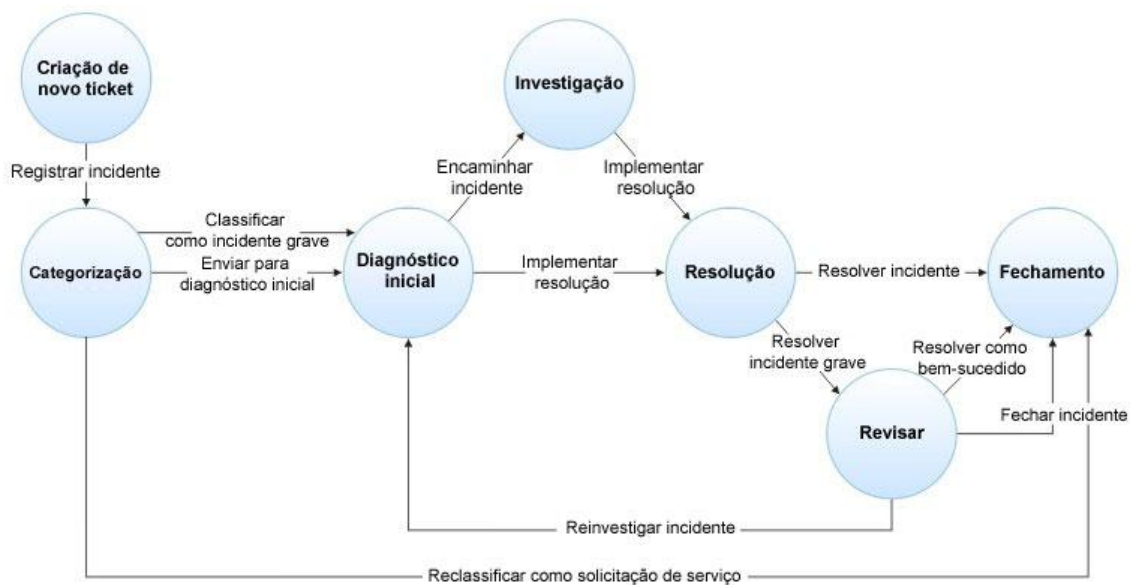 Criação de
novo ticket
Investigação
Registrar incidente
Encaminhar
incidente
Implementar
resolução
Classificar
como incidente grave
Categorização
Enviar para
diagnóstico inicial
Diagnóstico
inicial
Implementar
resolução
Resolução
Resolver incidente
Fechamento
Resolver
incidente grave
Resolver como
bem-sucedido
Revisar
Fechar incidente
Reinvestigar incidente
Reclassificar como solicitação de serviço